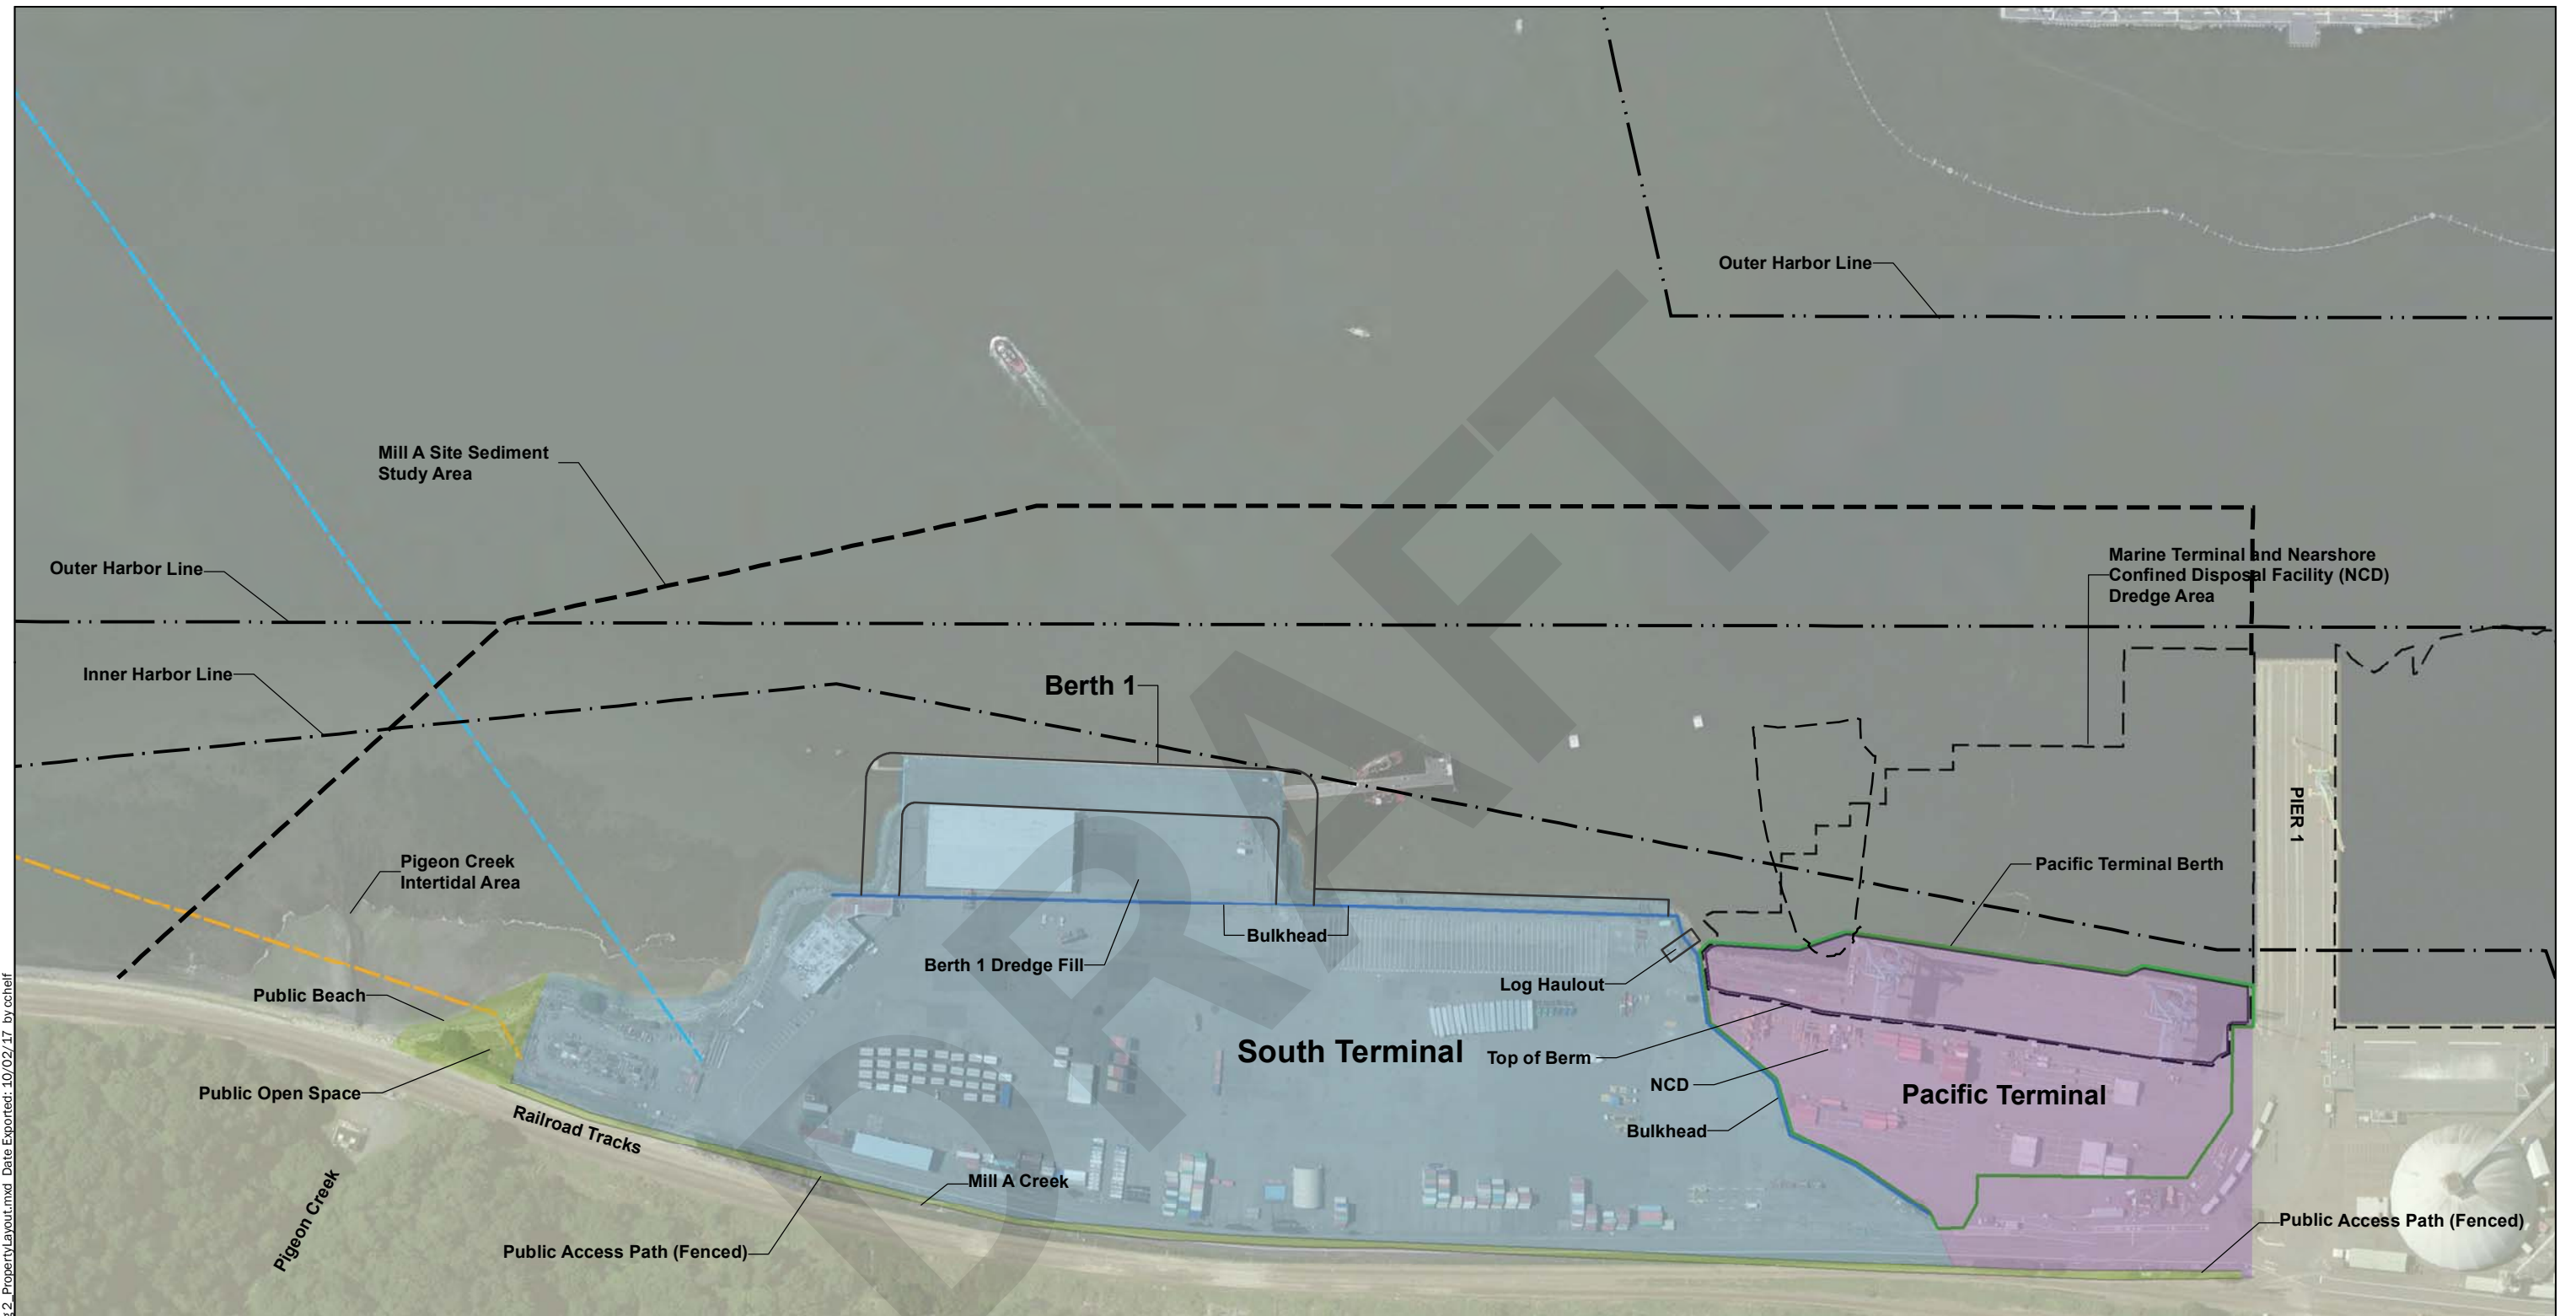 Outer Harbor Line
Mill A Site Sediment
Study Area
Outer Harbor Line
Marine Terminal and Nearshore
Confined Disposal Facility (NCD)
Dredge Area
Inner Harbor Line
Berth 1
PIER 1
Pigeon Creek
Intertidal Area
Pacific Terminal Berth
Bulkhead
Berth 1 Dredge Fill
Log Haulout
Public Beach
South Terminal
Top of Berm
NCD
Pacific Terminal
Public Open Space
Railroad Tracks
Bulkhead
Mill A Creek
Pigeon Creek
Public Access Path (Fenced)
Public Access Path (Fenced)
DRAFT
2_PropertyLayout.mxd Date Exported: 10/02/17 by cchelf